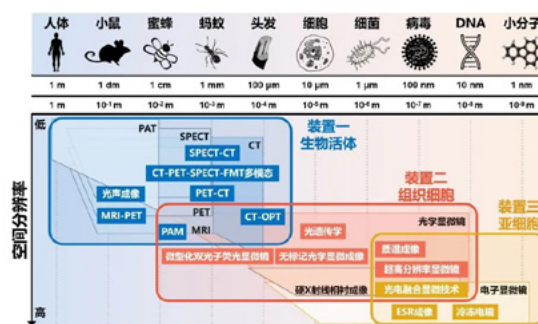 人体 小鼠 蜜蜂 蚂蚁 头发 细胞 细菌 病毒 DNA 小分子
1 m 1 dm 1 cm 1 mm 100 μm 10 μm 1 μm 100 nm 10 nm 1 nm
1 m 10⁻¹ m 10⁻² m 10⁻³ m 10⁻⁴ m 10⁻⁵ m 10⁻⁶ m 10⁻⁷ m 10⁻⁸ m 10⁻⁹ m
低
空间分辨率
高
PAT
SPECT
CT
SPECT-CT
CT-PET-SPECT-FMT多模态
光声成像
PET-CT
MRI-PET
PET
CT-OPT
PAM
MRI
装置一
生物活体
装置二
组织细胞
装置三
亚细胞
光遗传学
光学显微镜
微型化双光子荧光显微镜
无标记光学显微成像
质谱成像
超高分辨率显微镜
硬X射线相衬成像
光电融合显微技术
电子显微镜
ESR成像
冷冻电镜